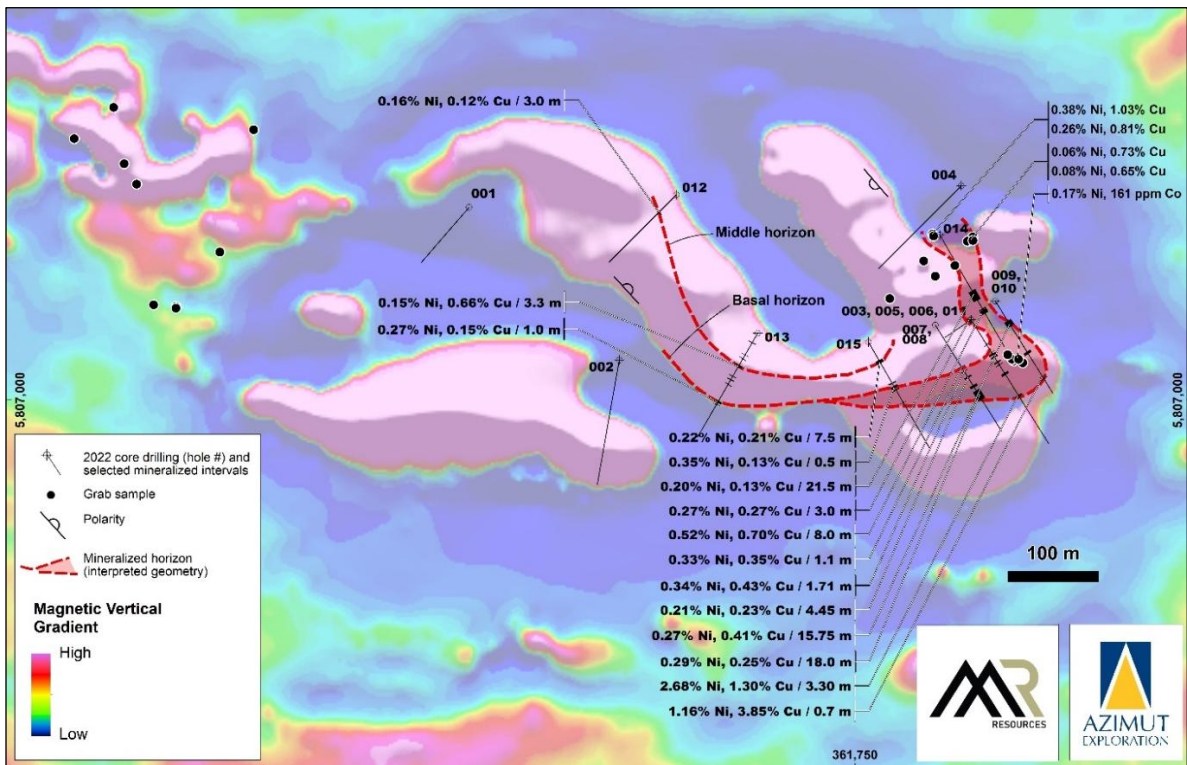 0.16% Ni, 0.12% Cu / 3.0 m
0.38% Ni, 1.03% Cu
0.26% Ni, 0.81% Cu
0.06% Ni, 0.73% Cu
0.08% Ni, 0.65% Cu
0.17% Ni, 161 ppm Co
001
012
004
014
Middle horizon
Basal horizon
009,
010
003, 005, 006, 01
007,
008
0.15% Ni, 0.66% Cu / 3.3 m
0.27% Ni, 0.15% Cu / 1.0 m
013
015
002
5,807,000
5,807,000
0.22% Ni, 0.21% Cu / 7.5 m
0.35% Ni, 0.13% Cu / 0.5 m
0.20% Ni, 0.13% Cu / 21.5 m
0.27% Ni, 0.27% Cu / 3.0 m
0.52% Ni, 0.70% Cu / 8.0 m
0.33% Ni, 0.35% Cu / 1.1 m
0.34% Ni, 0.43% Cu / 1.71 m
0.21% Ni, 0.23% Cu / 4.45 m
0.27% Ni, 0.41% Cu / 15.75 m
0.29% Ni, 0.25% Cu / 18.0 m
2.68% Ni, 1.30% Cu / 3.30 m
1.16% Ni, 3.85% Cu / 0.7 m
100 m
361,750
2022 core drilling (hole #) and
selected mineralized intervals
Grab sample
Polarity
Mineralized horizon
(interpreted geometry)
Magnetic Vertical
Gradient
High
Low
RESOURCES
AZIMUT
EXPLORATION